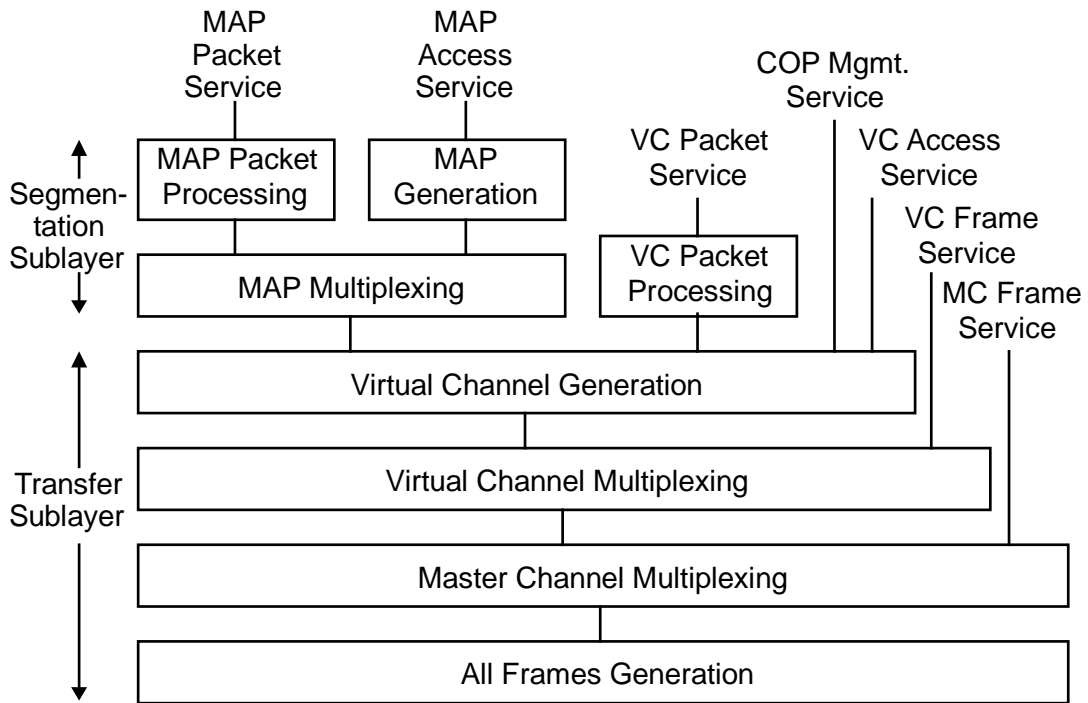 MAP
Packet
Service
MAP
Access
Service
COP Mgmt.
Service
VC Packet
Service
VC Access
Service
VC Frame
Service
MC Frame
Service
Segmen-
tation
Sublayer
MAP Packet
Processing
MAP
Generation
VC Packet
Processing
MAP Multiplexing
Virtual Channel Generation
Transfer
Sublayer
Virtual Channel Multiplexing
Master Channel Multiplexing
All Frames Generation